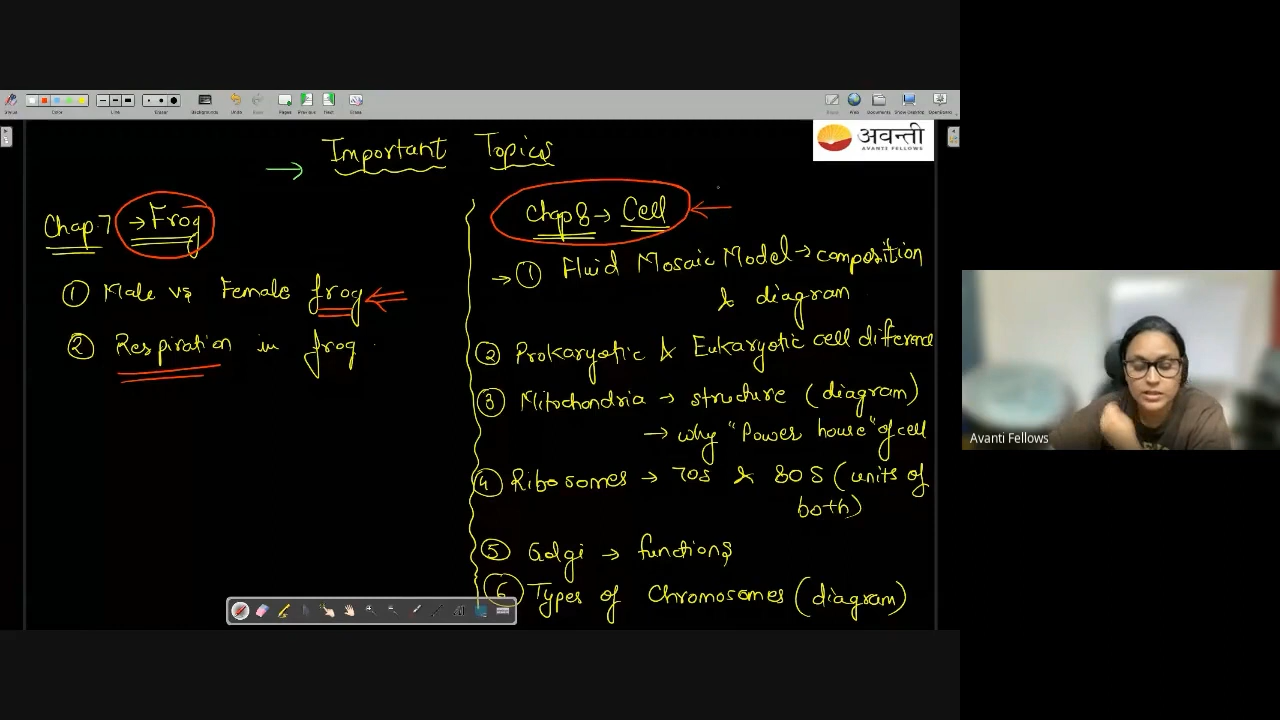 Important Topics
अवन्ती
AVANTI FELLOWS
Chap 7 → Frog
① Male vs Female frog
② Respiration in frog
Chap 8 → Cell
→ ① Fluid Mosaic Model → composition
& diagram
② Prokaryotic & Eukaryotic cell difference
③ Mitochondria → structure (diagram)
→ why "Power house" of cell
④ Ribosomes → 70S & 80S (units of
both)
⑤ Golgi → functions
⑥ Types of Chromosomes (diagram)
Avanti Fellows